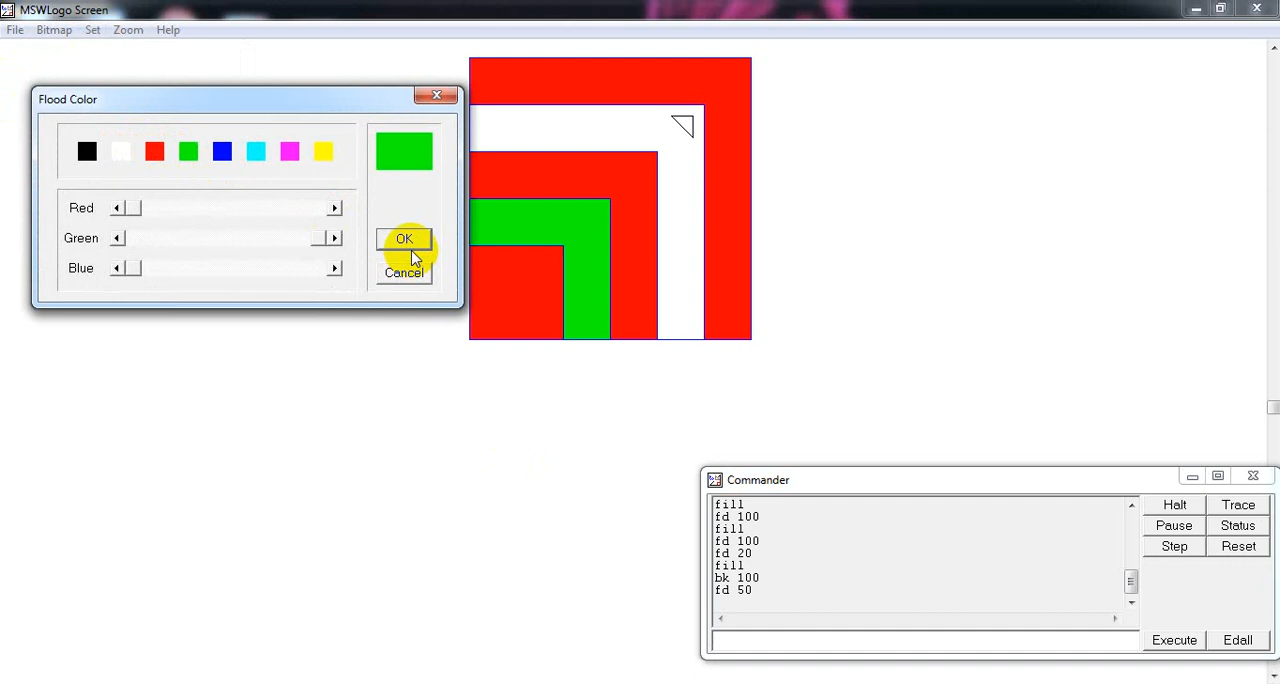 MSWLogo Screen
File Bitmap Set Zoom Help
Flood Color
Red
Green
Blue
OK
Cancel
Commander
fill
fd 100
fill
fd 100
fd 20
fill
bk 100
fd 50
Halt Trace
Pause Status
Step Reset
Execute Edall